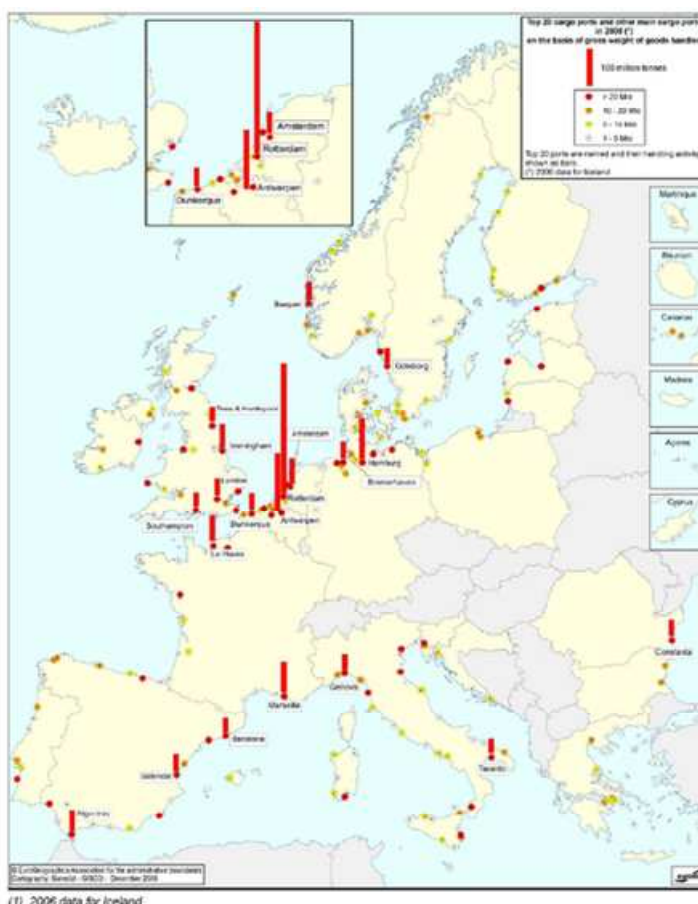 Top 20 cargo ports and other main cargo ports
in 2008 (¹)
on the basis of gross weight of goods handled
100 million tonnes
> 20 Mio
10 - 20 Mio
5 - 10 Mio
1 - 5 Mio
Top 20 ports are named and their handling activity
shown as bars.
(¹) 2006 data for Iceland
Amsterdam
Rotterdam
Antwerpen
Dunkerque
Martinique
Réunion
Canarias
Madeira
Açores
Cyprus
Bergen
Göteborg
Immingham
Amsterdam
London
Hamburg
Bremerhaven
Rotterdam
Southampton
Dunkerque
Antwerpen
Le Havre
Constanta
Marseille
Genova
Barcelona
Valencia
Taranto
Algeciras
(1) 2006 data for Iceland